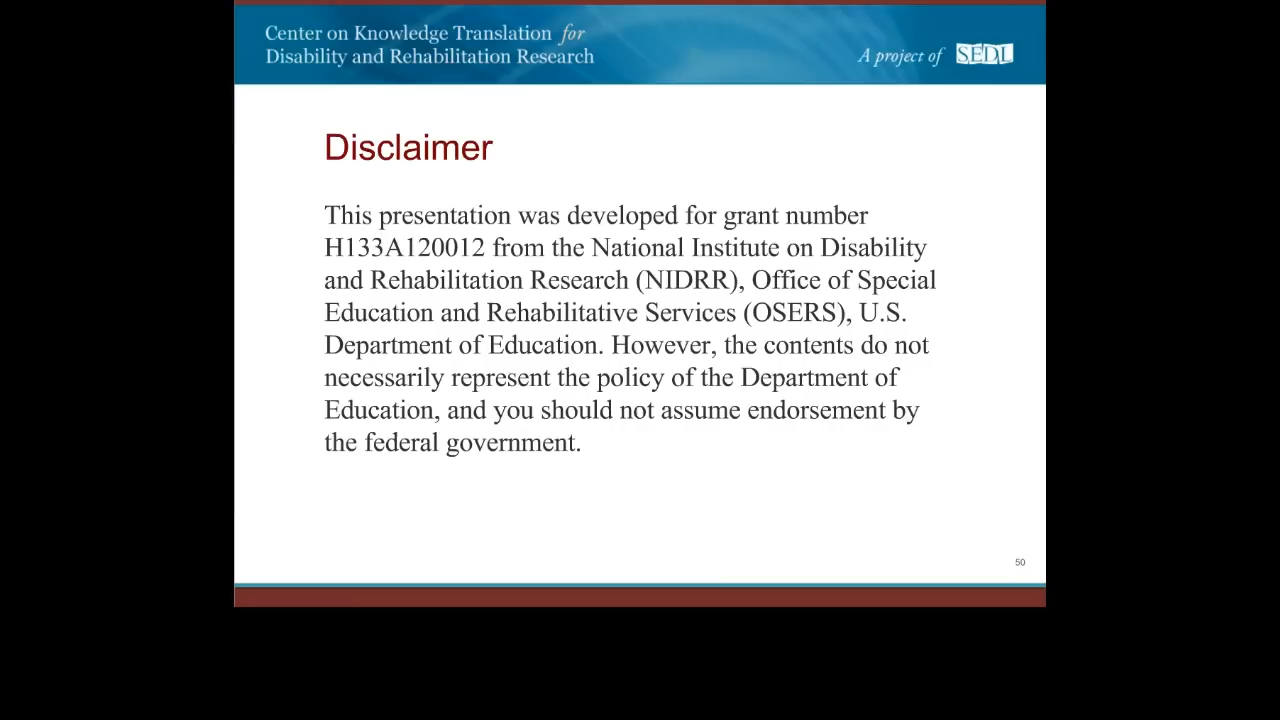 Center on Knowledge Translation for
Disability and Rehabilitation Research
A project of SEDL
Disclaimer
This presentation was developed for grant number
H133A120012 from the National Institute on Disability
and Rehabilitation Research (NIDRR), Office of Special
Education and Rehabilitative Services (OSERS), U.S.
Department of Education. However, the contents do not
necessarily represent the policy of the Department of
Education, and you should not assume endorsement by
the federal government.
50